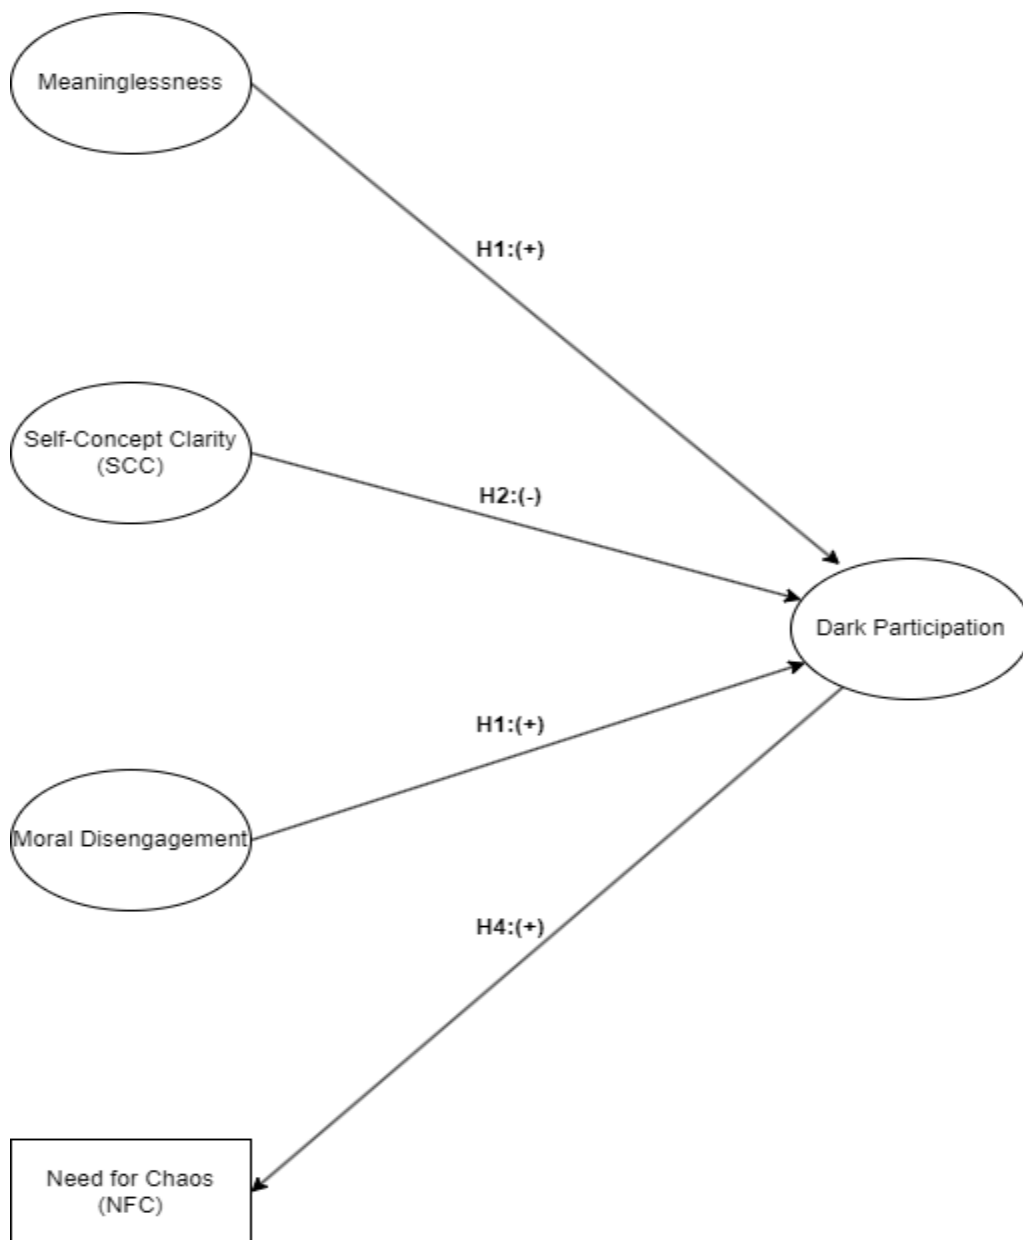 Meaninglessness
H1:(+)
Self-Concept Clarity
(SCC)
H2:(-)
Dark Participation
H1:(+)
Moral Disengagement
H4:(+)
Need for Chaos
(NFC)